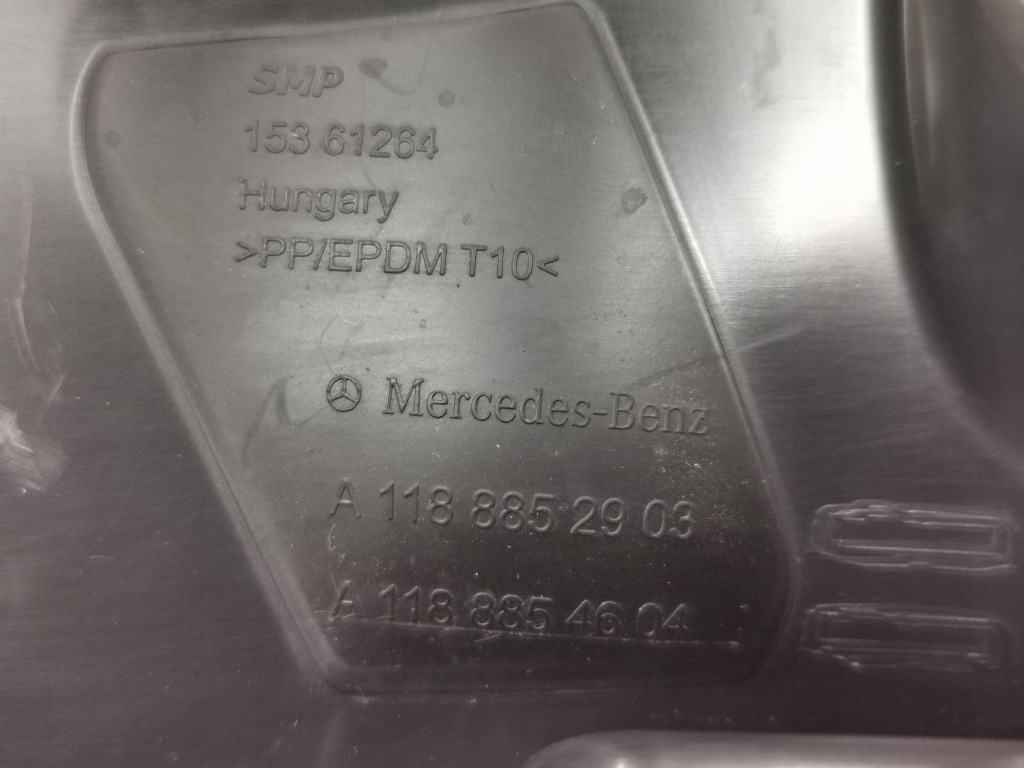 SMP
153 61264
Hungary
>PP/EPDM T10<
Mercedes-Benz
A 118 885 29 03
A 118 885 46 04